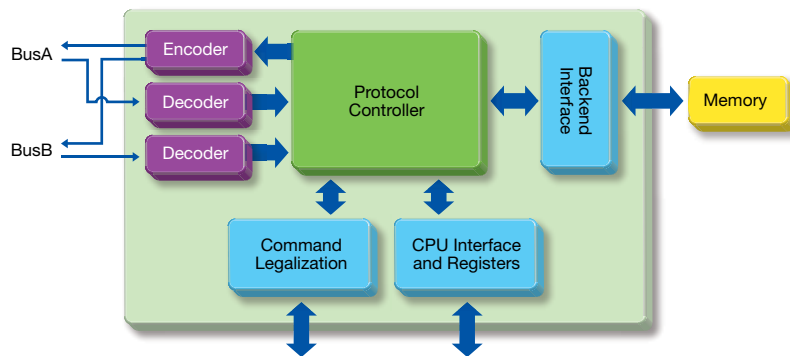 BusA
BusB
Encoder
Decoder
Decoder
Protocol
Controller
Backend
Interface
Memory
Command
Legalization
CPU Interface
and Registers